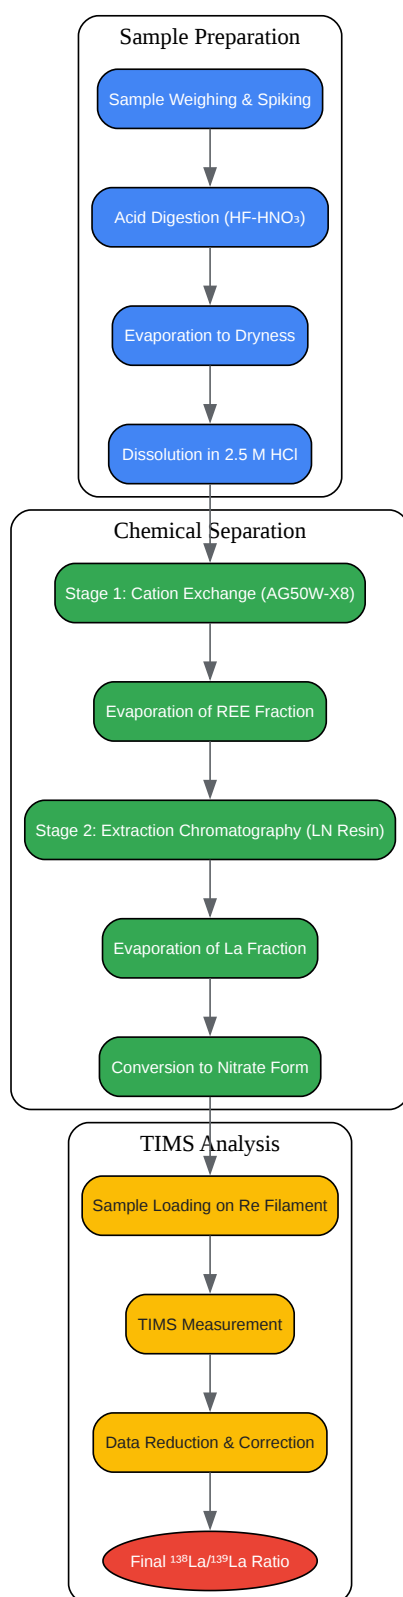 Sample Preparation
Sample Weighing & Spiking
Acid Digestion (HF-HNO₃)
Evaporation to Dryness
Dissolution in 2.5 M HCl
Chemical Separation
Stage 1: Cation Exchange (AG50W-X8)
Evaporation of REE Fraction
Stage 2: Extraction Chromatography (LN Resin)
Evaporation of La Fraction
Conversion to Nitrate Form
TIMS Analysis
Sample Loading on Re Filament
TIMS Measurement
Data Reduction & Correction
Final ¹³⁸La/¹³⁹La Ratio